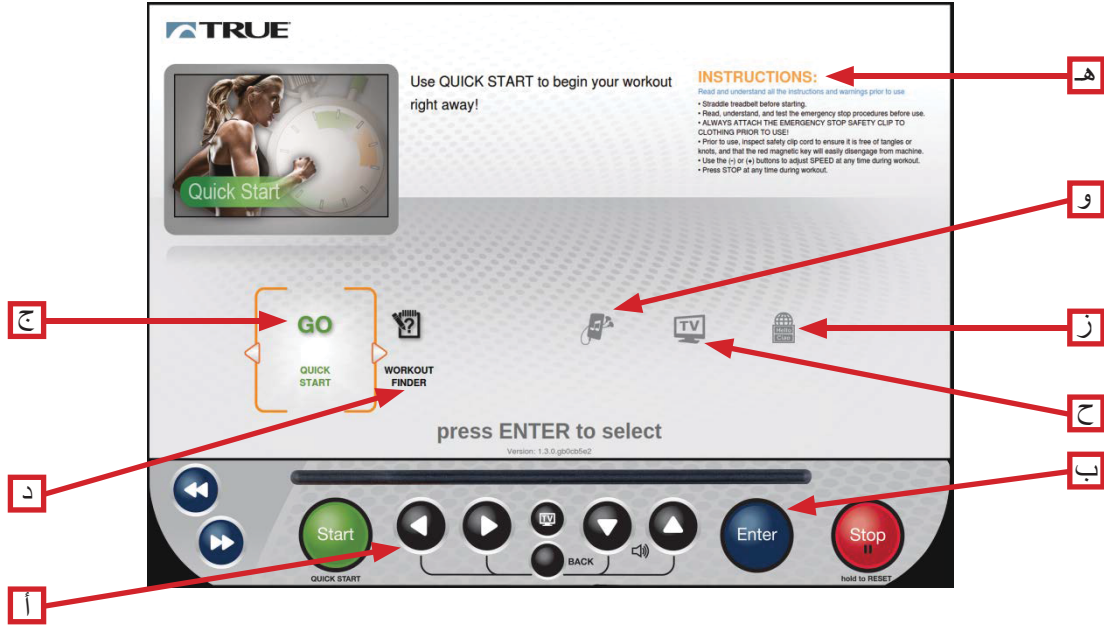 TRUE
Use QUICK START to begin your workout
right away!
Quick Start
INSTRUCTIONS:
Read and understand all the instructions and warnings prior to use
• Straddle treadbelt before starting.
• Read, understand, and test the emergency stop procedures before use.
• ALWAYS ATTACH THE EMERGENCY STOP SAFETY CLIP TO
CLOTHING PRIOR TO USE!
• Prior to use, inspect safety clip cord to ensure it is free of tangles or
knots, and that the red magnetic key will easily disengage from machine.
• Use the (-) or (+) buttons to adjust SPEED at any time during workout.
• Press STOP at any time during workout.
هـ
و
ج
GO
QUICK
START
WORKOUT
FINDER
TV
Hello
Ciao
ز
ح
press ENTER to select
Version: 1.3.0.gb0cb5e2
د
ب
Start
QUICK START
TV
BACK
Enter
Stop
hold to RESET
أ